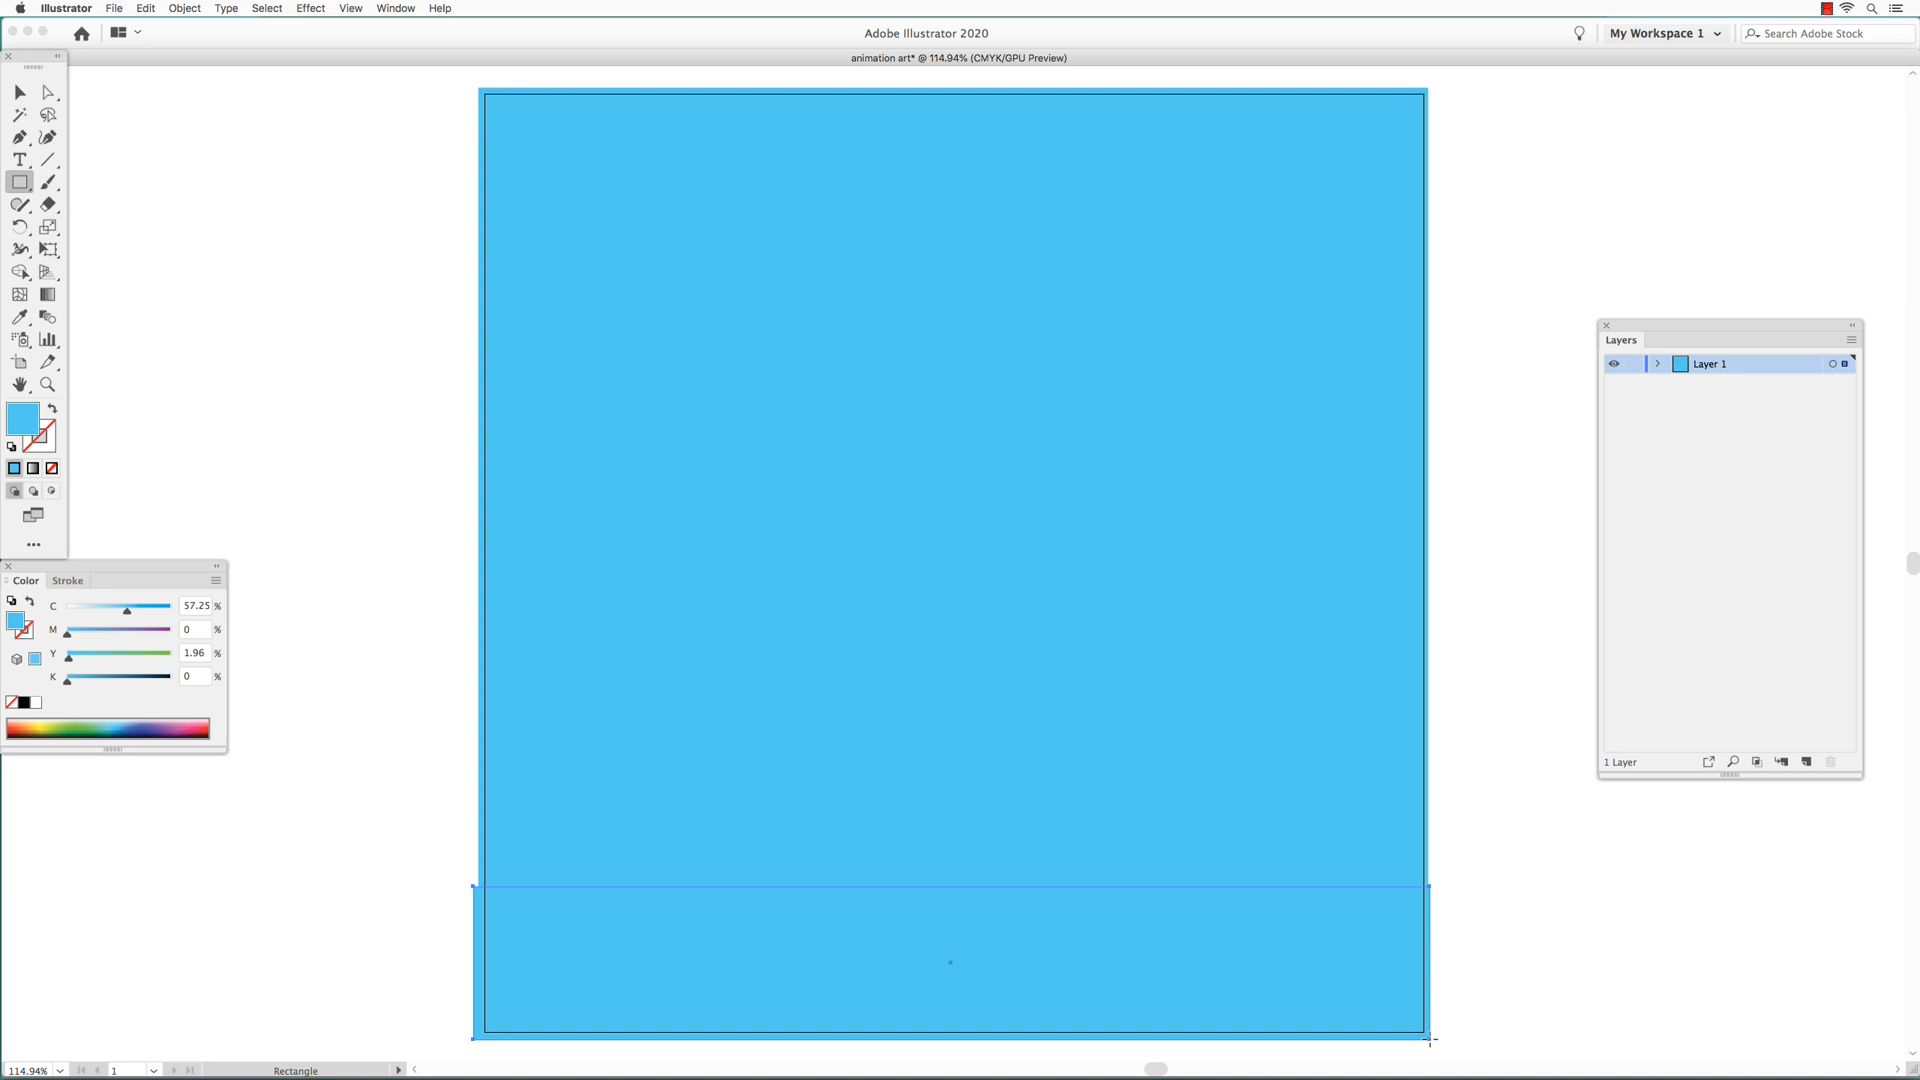 Illustrator File Edit Object Type Select Effect View Window Help
Adobe Illustrator 2020
My Workspace 1
Search Adobe Stock
animation art* @ 114.94% (CMYK/GPU Preview)
Layers
Layer 1
1 Layer
Color Stroke
C 57.25 %
M 0 %
Y 1.96 %
K 0 %
114.94% 1 Rectangle